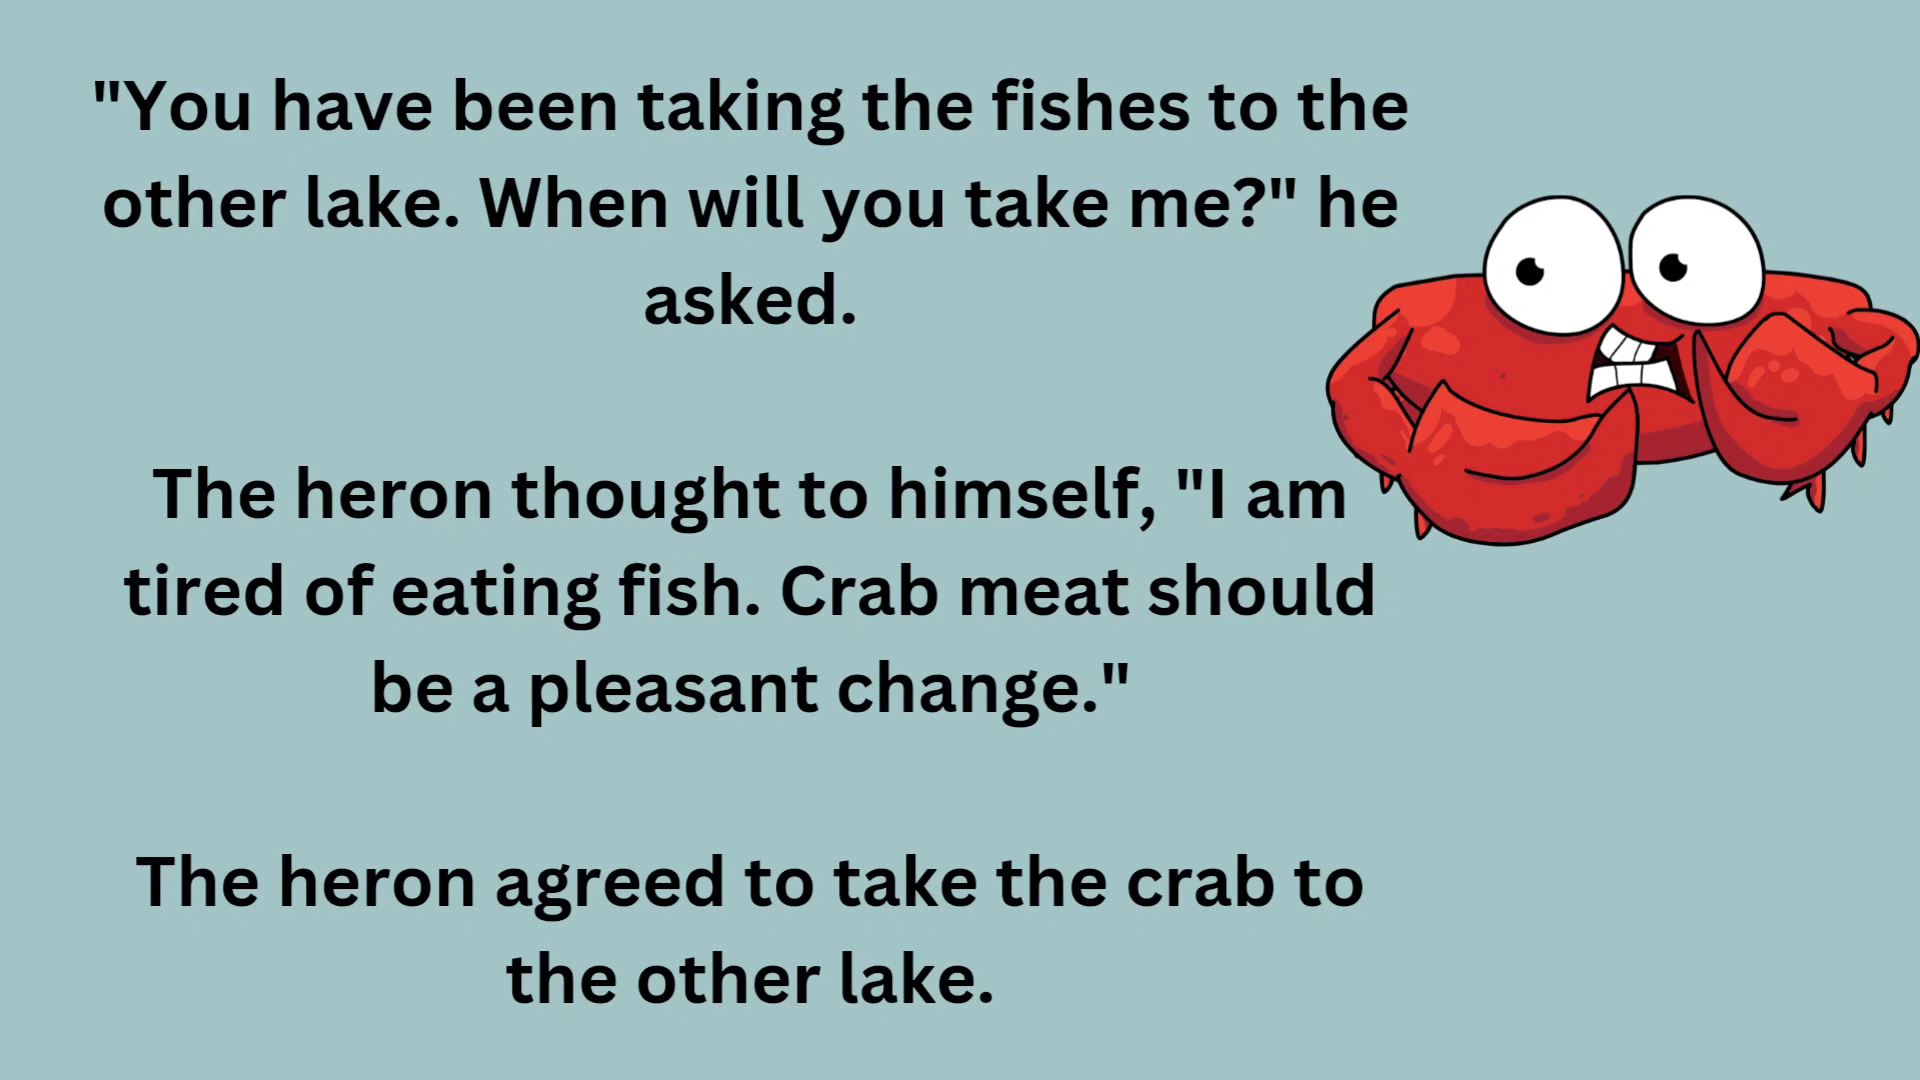 "You have been taking the fishes to the
other lake. When will you take me?" he
asked.
The heron thought to himself, "I am
tired of eating fish. Crab meat should
be a pleasant change."
The heron agreed to take the crab to
the other lake.